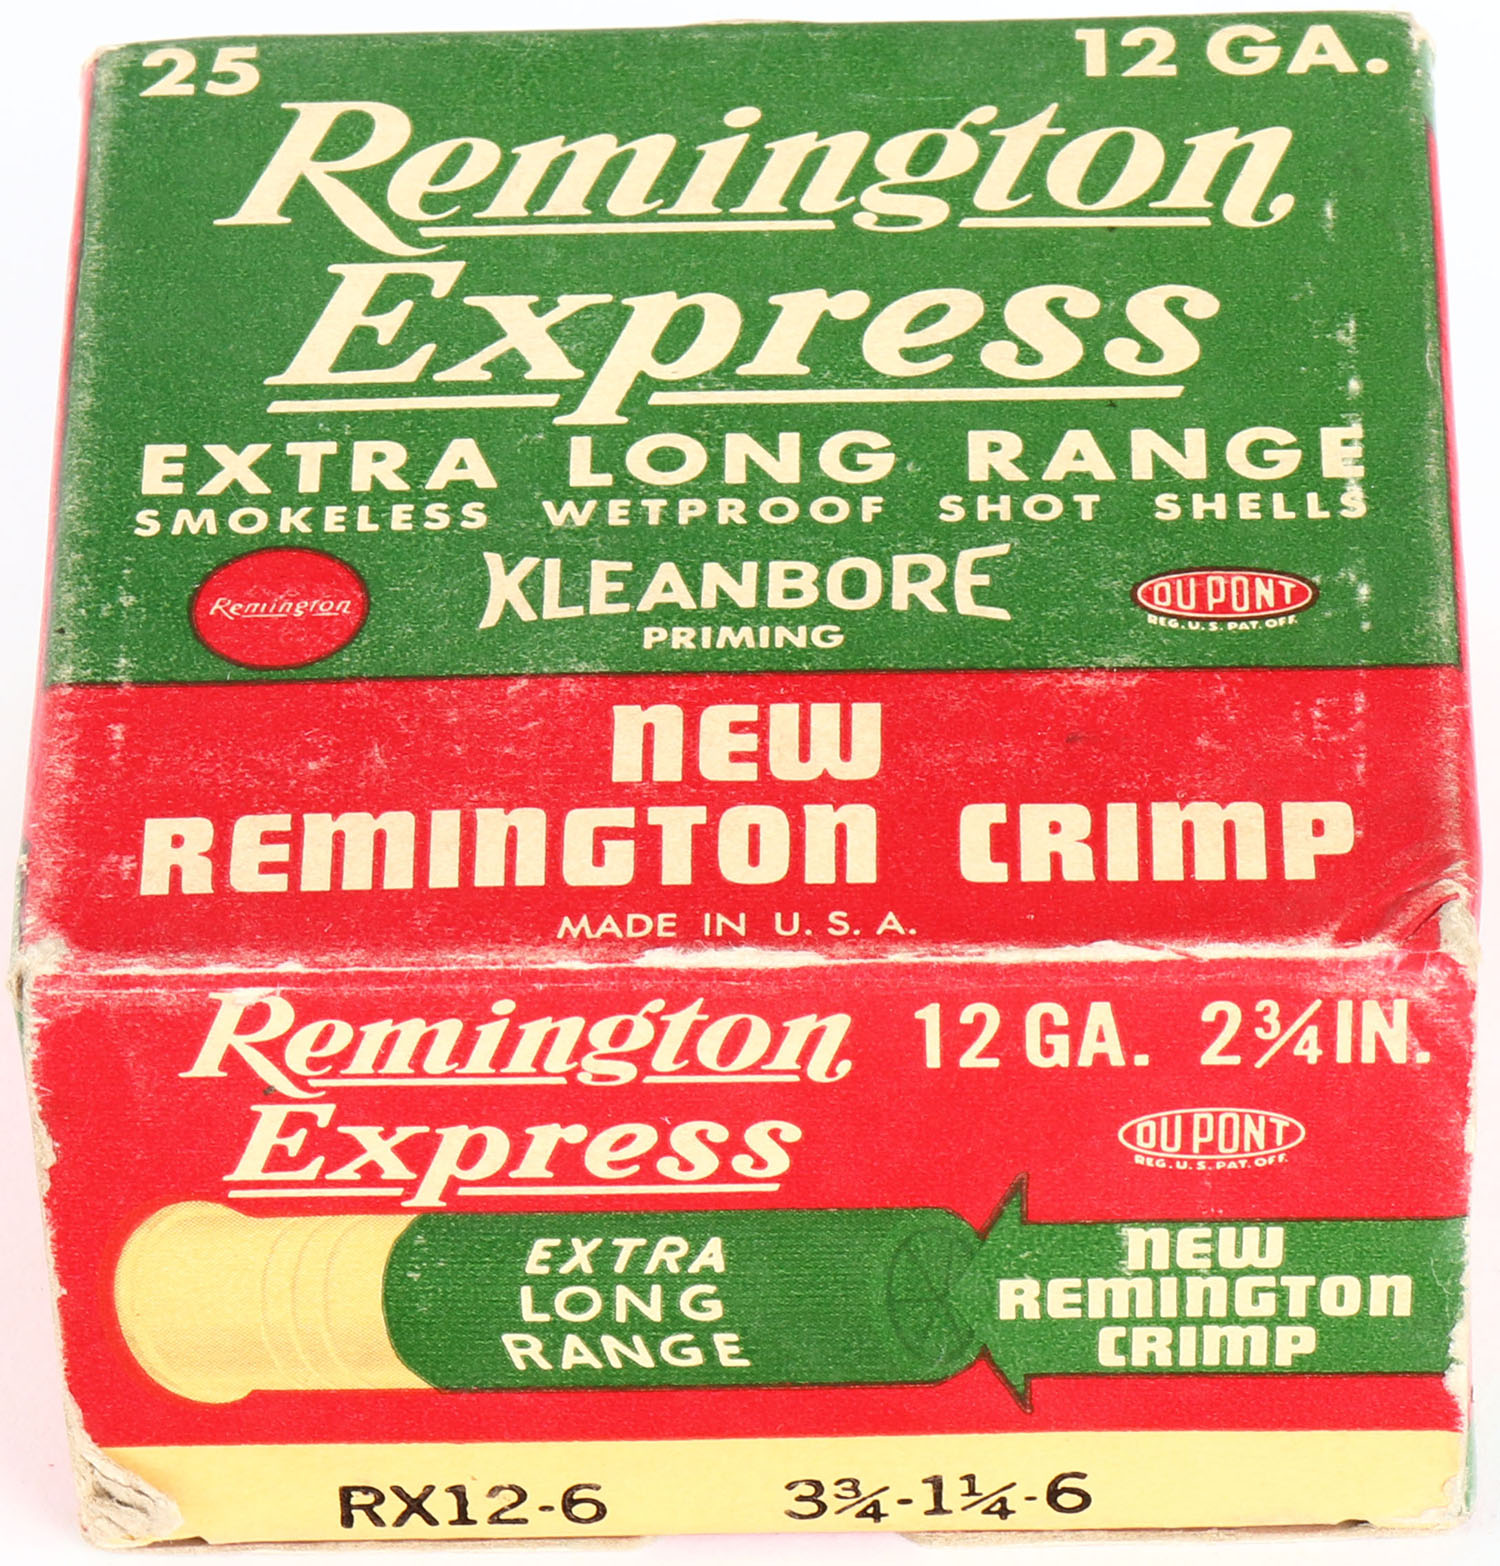 25 12 GA.
Remington
Express
EXTRA LONG RANGE
SMOKELESS WETPROOF SHOT SHELLS
Remington KLEANBORE DU PONT
PRIMING REG. U. S. PAT. OFF.
NEW
REMINGTON CRIMP
MADE IN U. S. A.
Remington 12 GA. 2¾ IN.
Express DU PONT
REG. U. S. PAT. OFF.
EXTRA
LONG
RANGE
NEW
REMINGTON
CRIMP
RX12-6 3¾-1¼-6